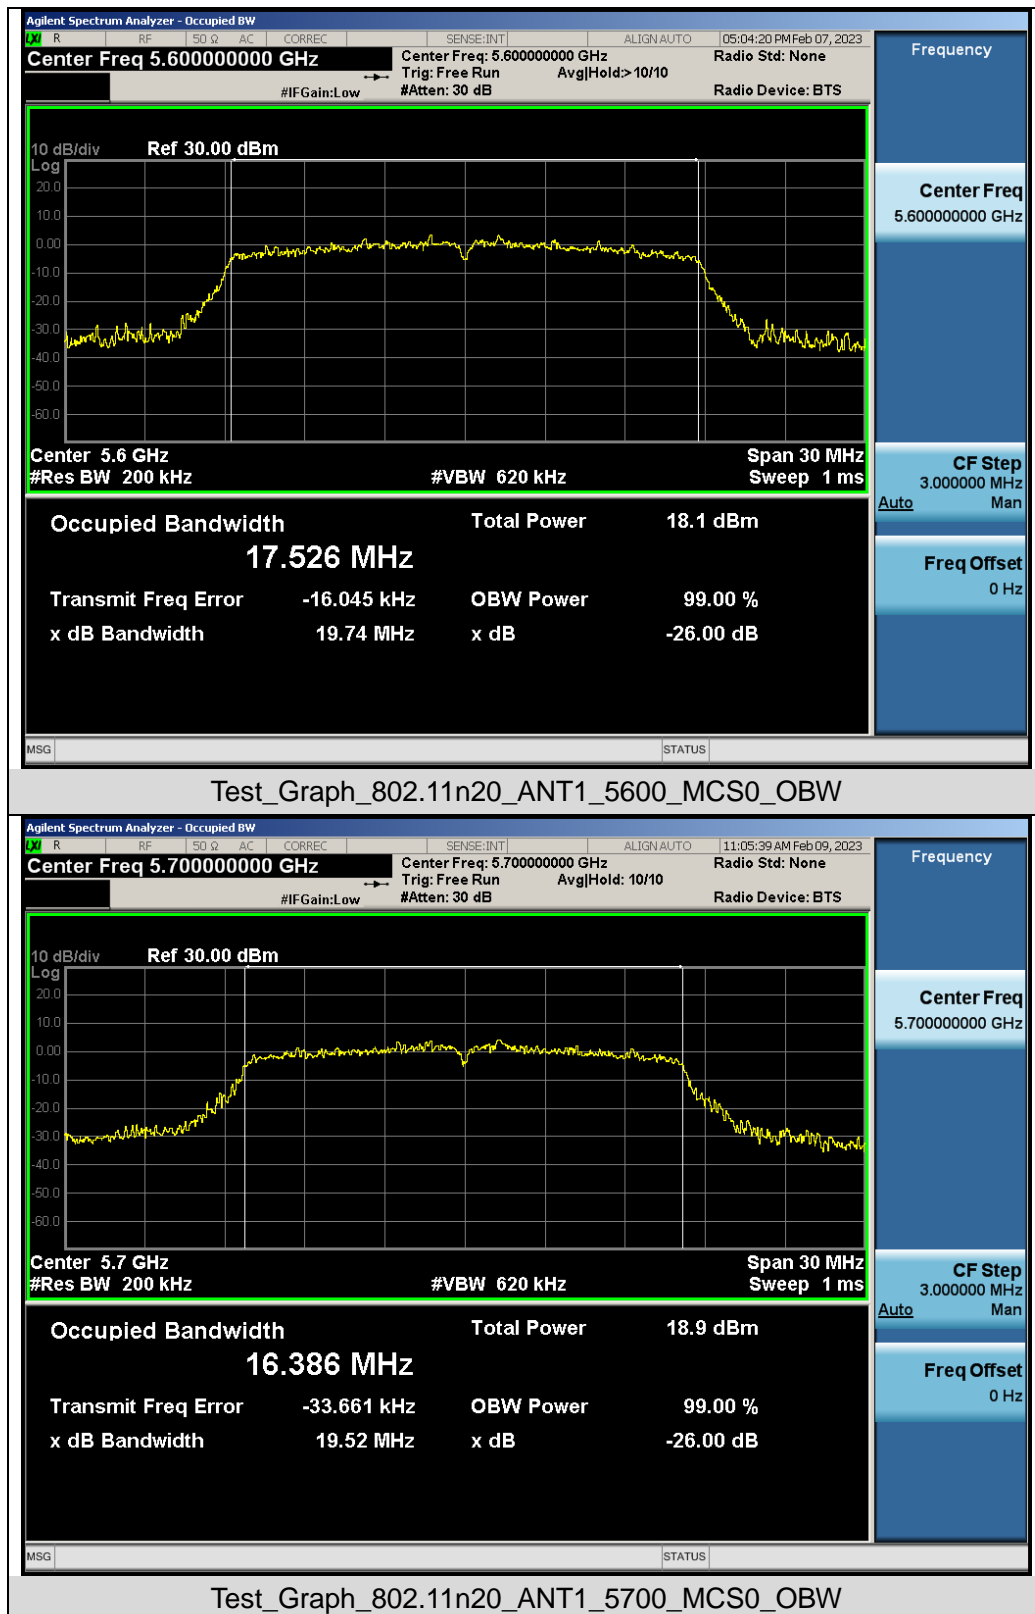 Agilent Spectrum Analyzer - Occupied BW
LXI R RF 50 Ω AC CORREC SENSE:INT ALIGN AUTO 05:04:20 PM Feb 07, 2023
Center Freq 5.600000000 GHz
Center Freq: 5.600000000 GHz
Radio Std: None
Trig: Free Run Avg|Hold:> 10/10
#IFGain:Low
#Atten: 30 dB
Radio Device: BTS
Frequency
10 dB/div Ref 30.00 dBm
Log
20.0
10.0
0.00
-10.0
-20.0
-30.0
-40.0
-50.0
-60.0
Center 5.6 GHz Span 30 MHz
#Res BW 200 kHz #VBW 620 kHz Sweep 1 ms
Center Freq
5.600000000 GHz
CF Step
3.000000 MHz
Auto Man
Freq Offset
0 Hz
Occupied Bandwidth Total Power 18.1 dBm
17.526 MHz
Transmit Freq Error -16.045 kHz OBW Power 99.00 %
x dB Bandwidth 19.74 MHz x dB -26.00 dB
MSG STATUS
Test_Graph_802.11n20_ANT1_5600_MCS0_OBW
Agilent Spectrum Analyzer - Occupied BW
LXI R RF 50 Ω AC CORREC SENSE:INT ALIGN AUTO 11:05:39 AM Feb 09, 2023
Center Freq 5.700000000 GHz
Center Freq: 5.700000000 GHz
Radio Std: None
Trig: Free Run Avg|Hold: 10/10
#IFGain:Low
#Atten: 30 dB
Radio Device: BTS
Frequency
10 dB/div Ref 30.00 dBm
Log
20.0
10.0
0.00
-10.0
-20.0
-30.0
-40.0
-50.0
-60.0
Center 5.7 GHz Span 30 MHz
#Res BW 200 kHz #VBW 620 kHz Sweep 1 ms
Center Freq
5.700000000 GHz
CF Step
3.000000 MHz
Auto Man
Freq Offset
0 Hz
Occupied Bandwidth Total Power 18.9 dBm
16.386 MHz
Transmit Freq Error -33.661 kHz OBW Power 99.00 %
x dB Bandwidth 19.52 MHz x dB -26.00 dB
MSG STATUS
Test_Graph_802.11n20_ANT1_5700_MCS0_OBW